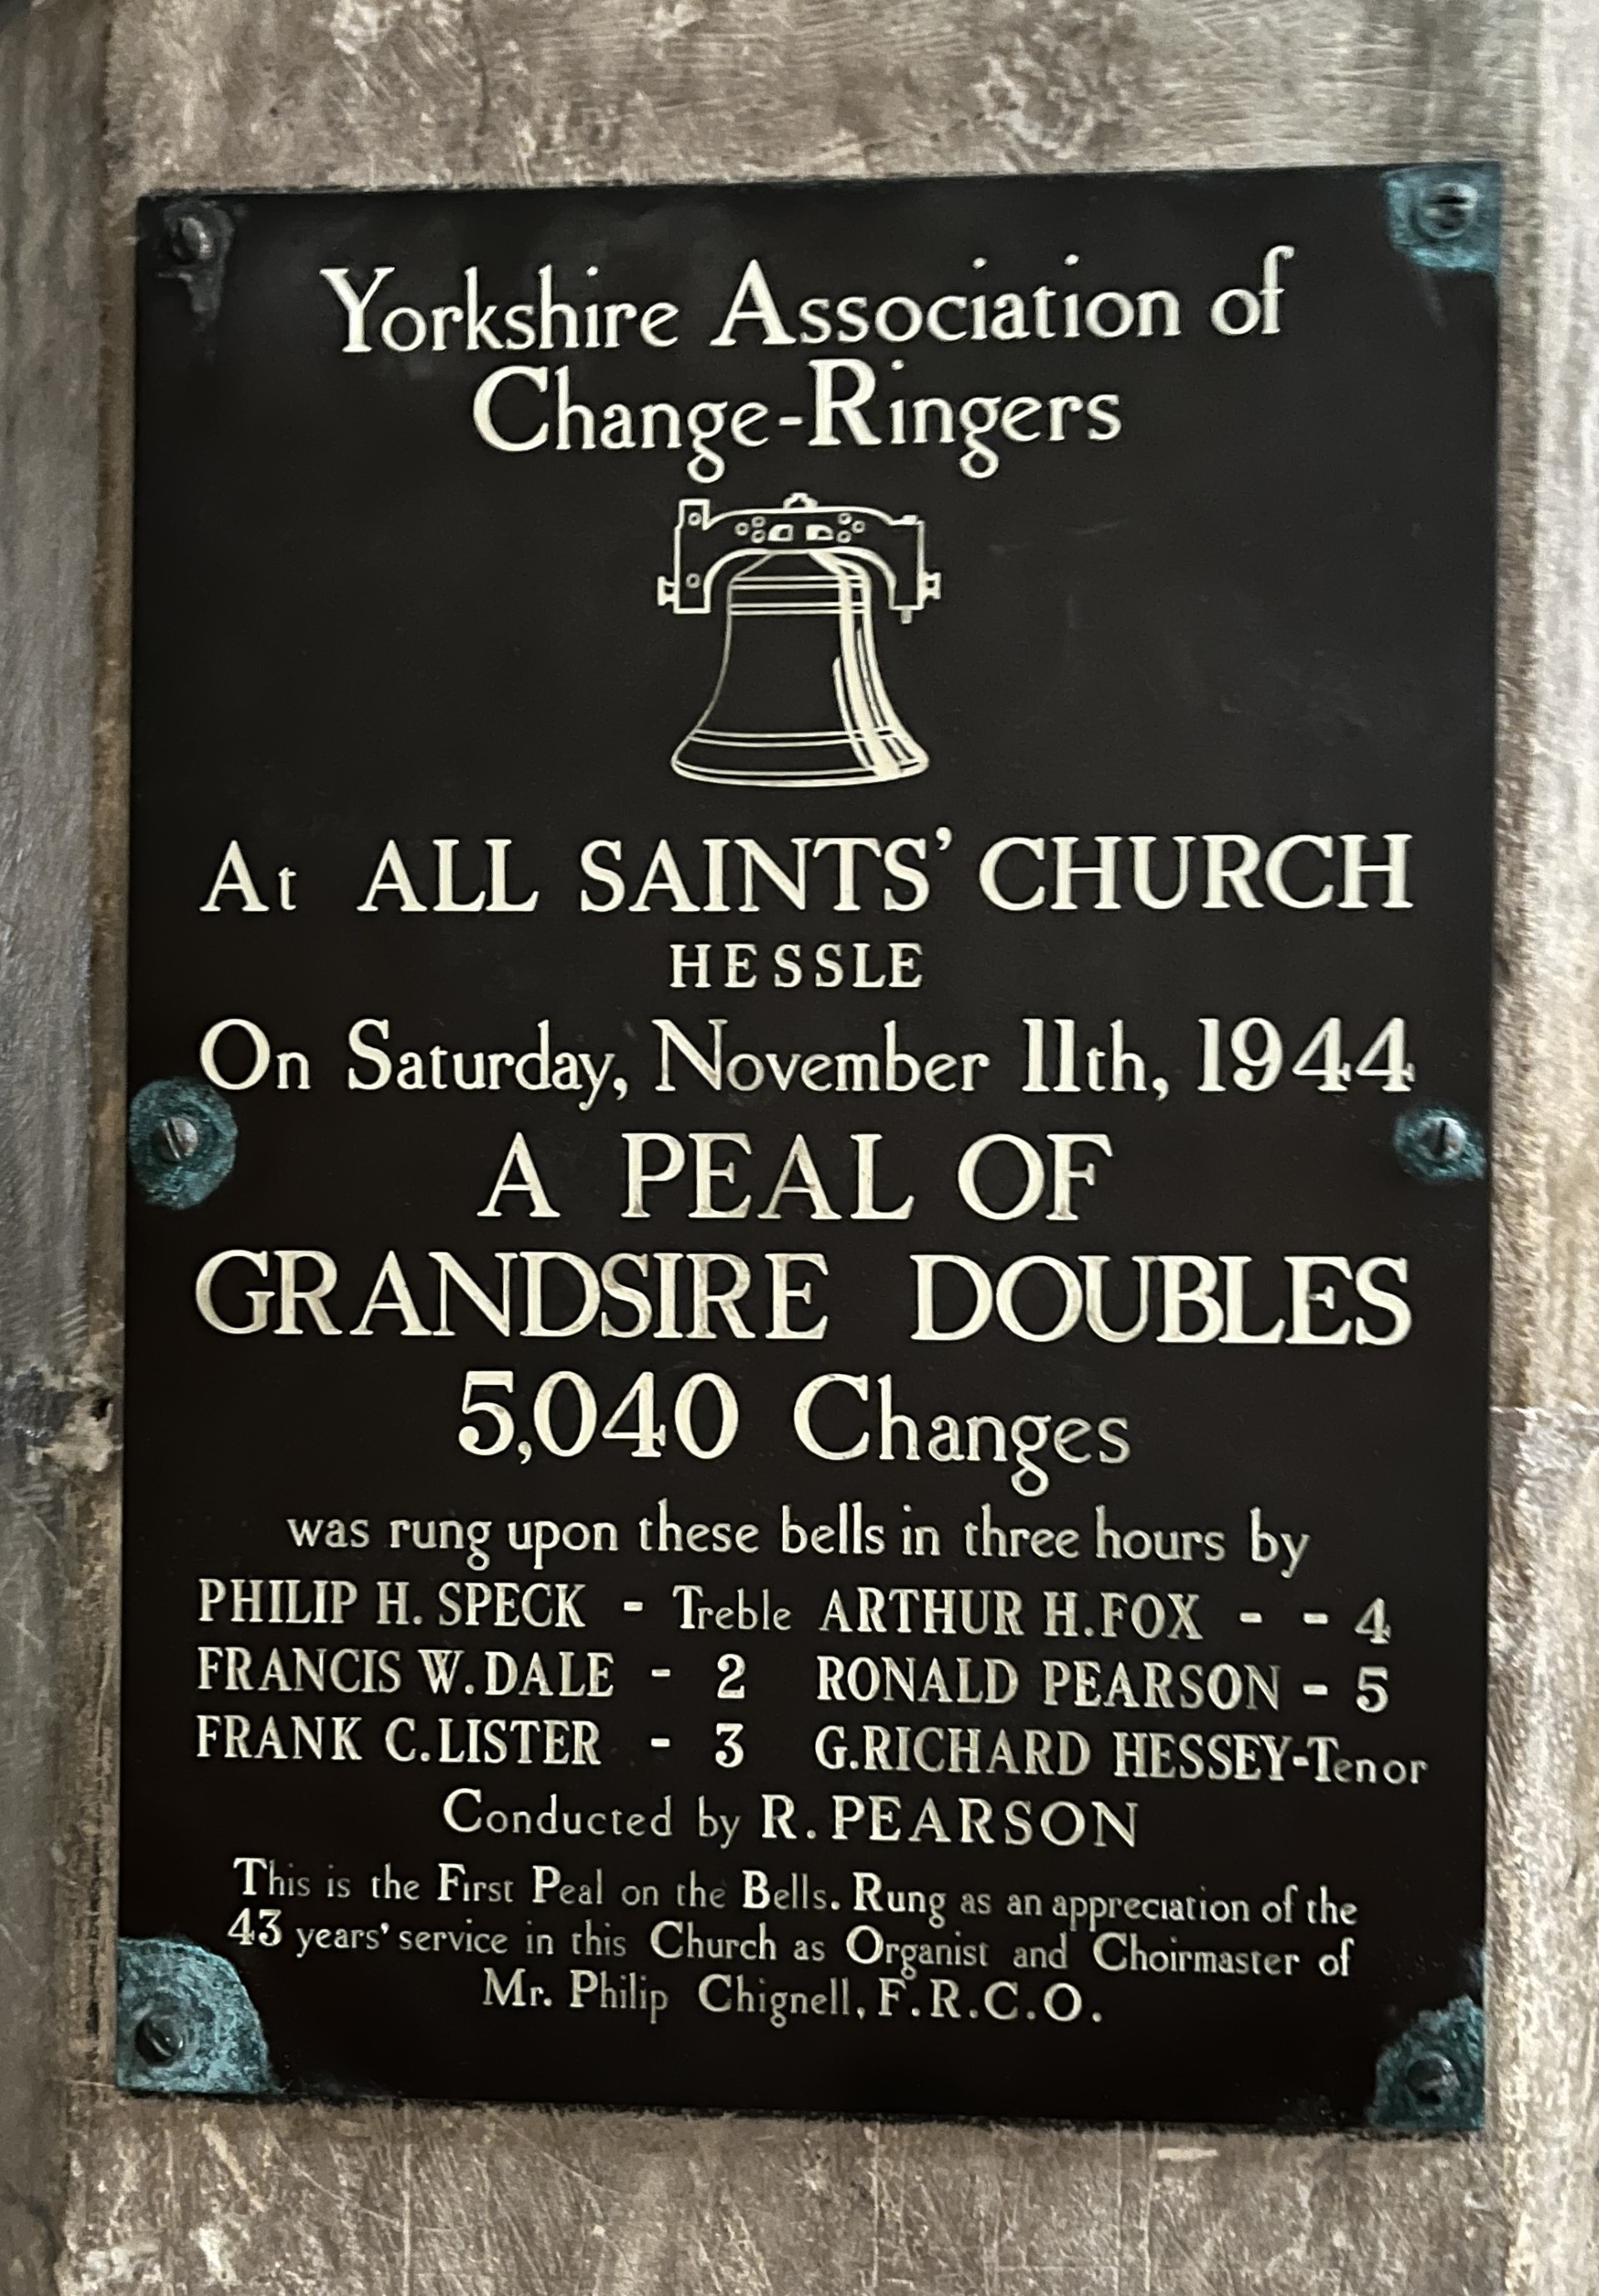 Yorkshire Association of
Change-Ringers
At ALL SAINTS' CHURCH
HESSLE
On Saturday, November 11th, 1944
A PEAL OF
GRANDSIRE DOUBLES
5,040 Changes
was rung upon these bells in three hours by
PHILIP H. SPECK - Treble ARTHUR H. FOX - - 4
FRANCIS W. DALE - 2 RONALD PEARSON - 5
FRANK C. LISTER - 3 G. RICHARD HESSEY-Tenor
Conducted by R. PEARSON
This is the First Peal on the Bells. Rung as an appreciation of the
43 years' service in this Church as Organist and Choirmaster of
Mr. Philip Chignell, F.R.C.O.